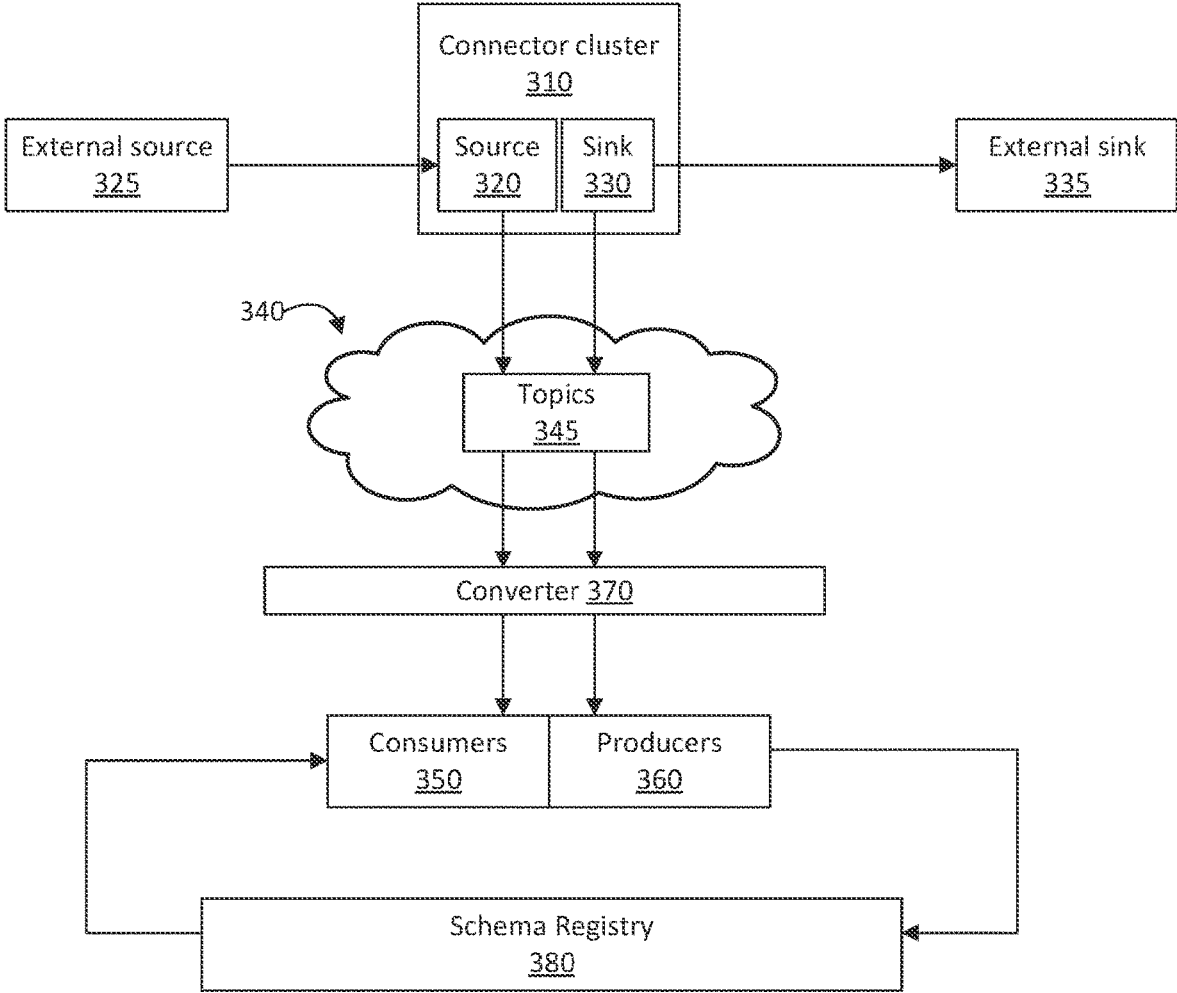 Connector cluster
310
External source
325
Source
320
Sink
330
External sink
335
340
Topics
345
Converter 370
Consumers
350
Producers
360
Schema Registry
380